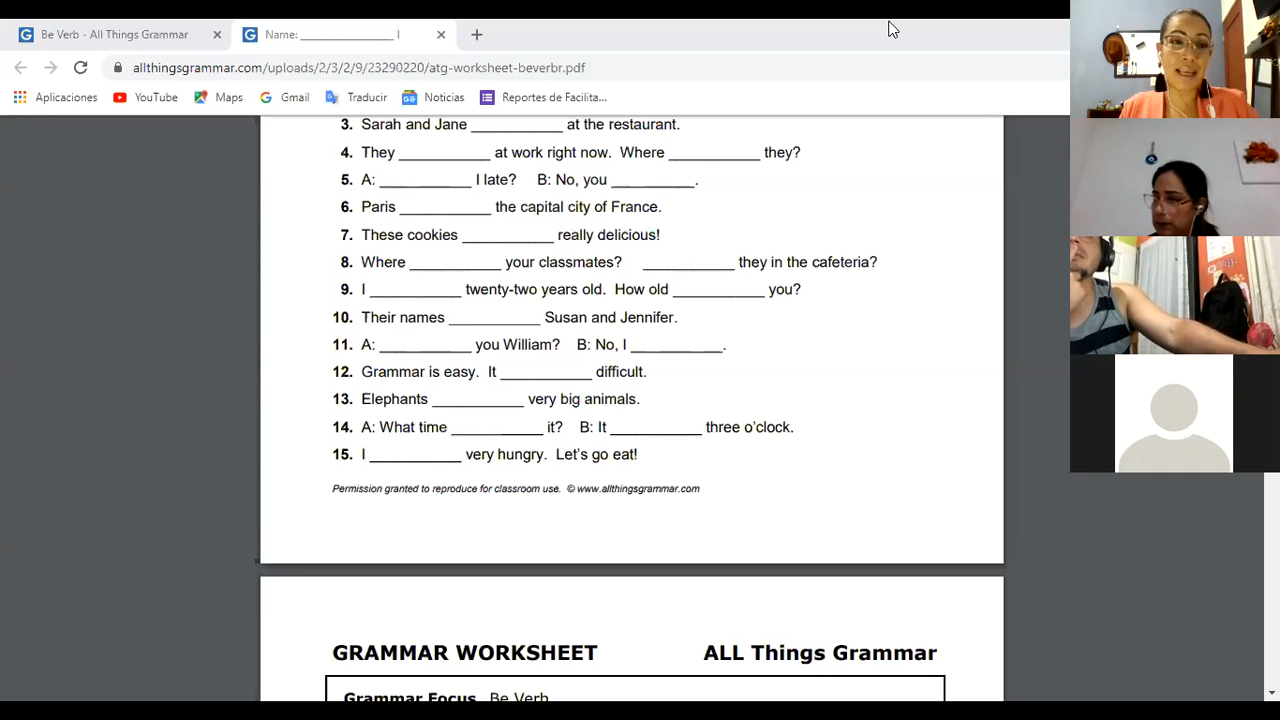 Be Verb - All Things Grammar
Name: __________________ l
allthingsgrammar.com/uploads/2/3/2/9/23290220/atg-worksheet-beverbr.pdf
Aplicaciones YouTube Maps Gmail Traducir Noticias Reportes de Facilita...
3. Sarah and Jane ___________ at the restaurant.
4. They ___________ at work right now. Where ___________ they?
5. A: ___________ I late? B: No, you __________.
6. Paris ___________ the capital city of France.
7. These cookies ___________ really delicious!
8. Where ___________ your classmates? ___________ they in the cafeteria?
9. I ___________ twenty-two years old. How old ___________ you?
10. Their names ___________ Susan and Jennifer.
11. A: ___________ you William? B: No, I ___________.
12. Grammar is easy. It ___________ difficult.
13. Elephants ___________ very big animals.
14. A: What time ___________ it? B: It ___________ three o’clock.
15. I ___________ very hungry. Let’s go eat!
Permission granted to reproduce for classroom use. © www.allthingsgrammar.com
GRAMMAR WORKSHEET ALL Things Grammar
Grammar Focus Be Verb